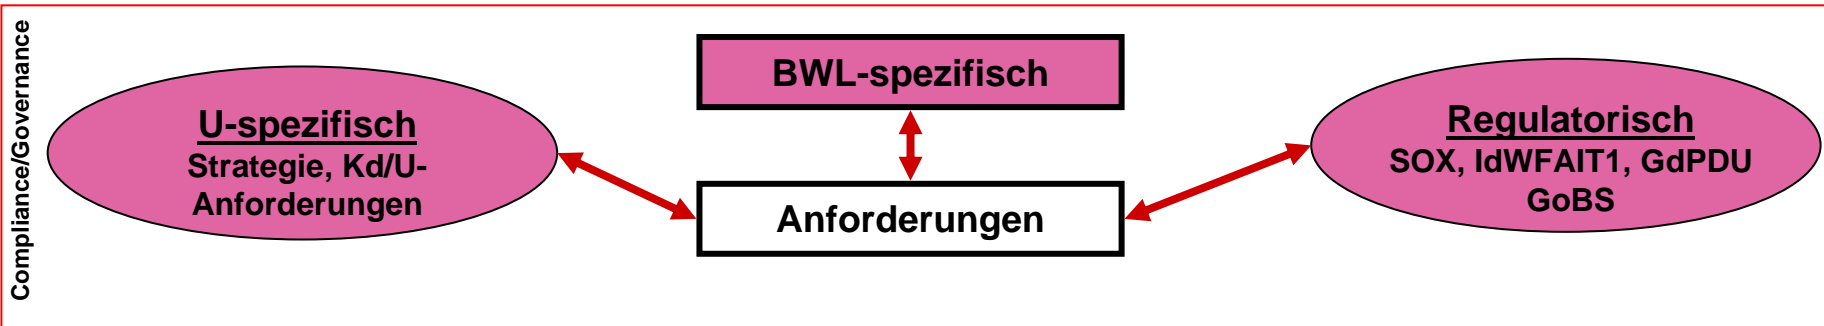 Compliance/Governance
U-spezifisch
Strategie, Kd/U-
Anforderungen
BWL-spezifisch
Anforderungen
Regulatorisch
SOX, IdWFAIT1, GdPDU
GoBS